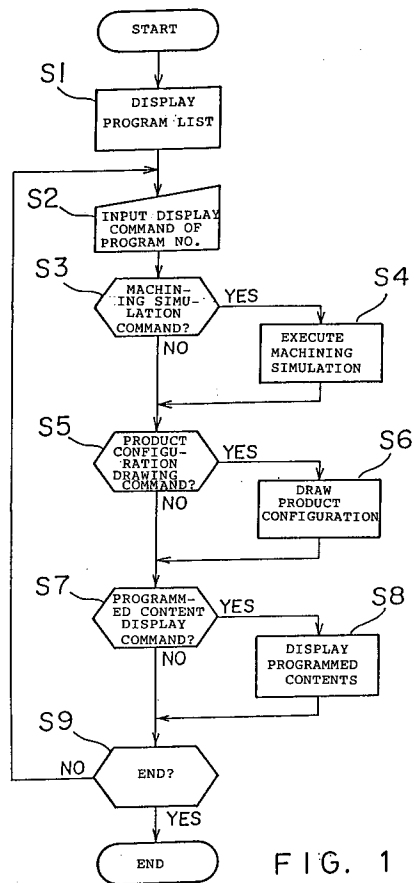 START
S1
DISPLAY
PROGRAM LIST
S2
INPUT DISPLAY
COMMAND OF
PROGRAM NO.
S3
MACHIN-
ING SIMU-
LATION
COMMAND?
YES
NO
S4
EXECUTE
MACHINING
SIMULATION
S5
PRODUCT
CONFIGU-
RATION
DRAWING
COMMAND?
YES
NO
S6
DRAW
PRODUCT
CONFIGURATION
S7
PROGRAMM-
ED CONTENT
DISPLAY
COMMAND?
YES
NO
S8
DISPLAY
PROGRAMMED
CONTENTS
S9
NO
END?
YES
END
FIG. 1